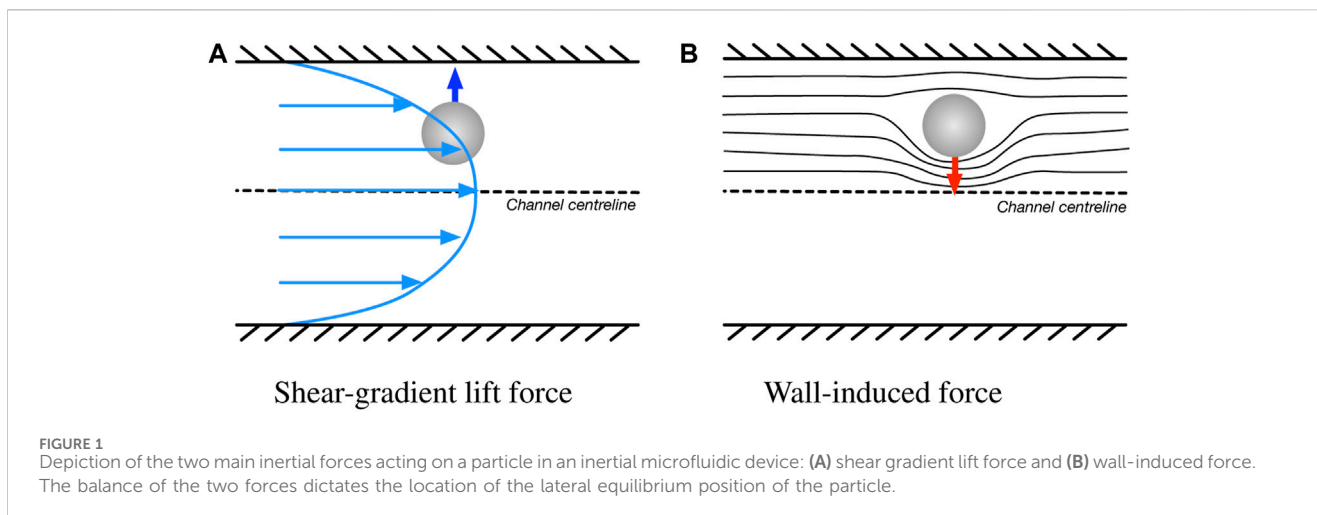 A
B
Channel centreline
Channel centreline
Shear-gradient lift force
Wall-induced force
FIGURE 1
Depiction of the two main inertial forces acting on a particle in an inertial microfluidic device: (A) shear gradient lift force and (B) wall-induced force.
The balance of the two forces dictates the location of the lateral equilibrium position of the particle.